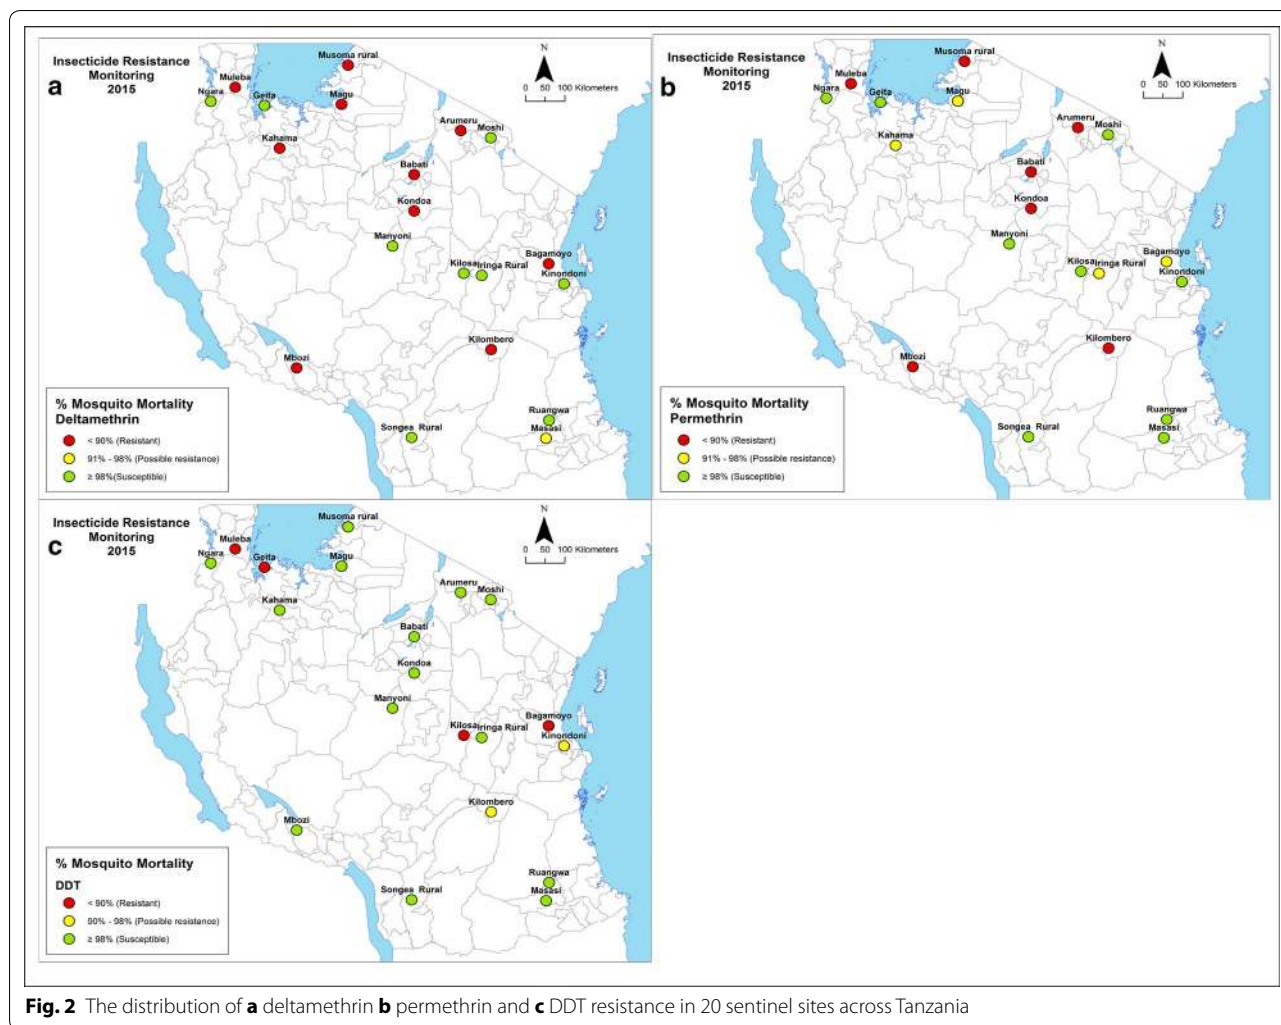 Insecticide Resistance
Monitoring
2015
a
N
0 50 100 Kilometers
Musoma rural
Muleba
Ngara
Geita
Magu
Kahama
Arumeru
Moshi
Babati
Kondoa
Manyoni
Kilosa
Iringa Rural
Bagamoyo
Kinondoni
Kilombero
Mbozi
Songea Rural
Ruangwa
Masasi
% Mosquito Mortality
Deltamethrin
< 90% (Resistant)
91% - 98% (Possible resistance)
≥ 98%(Susceptible)
Insecticide Resistance
Monitoring
2015
b
N
0 50 100 Kilometers
Musoma rural
Muleba
Ngara
Geita
Magu
Kahama
Arumeru
Moshi
Babati
Kondoa
Manyoni
Kilosa
Iringa Rural
Bagamoyo
Kinondoni
Kilombero
Mbozi
Songea Rural
Ruangwa
Masasi
% Mosquito Mortality
Permethrin
< 90% (Resistant)
91% - 98% (Possible resistance)
≥ 98% (Susceptible)
Insecticide Resistance
Monitoring
2015
c
N
0 50 100 Kilometers
Musoma rural
Muleba
Ngara
Geita
Magu
Kahama
Arumeru
Moshi
Babati
Kondoa
Manyoni
Kilosa
Iringa Rural
Bagamoyo
Kinondoni
Kilombero
Mbozi
Songea Rural
Ruangwa
Masasi
% Mosquito Mortality
DDT
< 90% (Resistant)
90% - 98% (Possible resistance)
≥ 98% (Susceptible)
Fig. 2 The distribution of a deltamethrin b permethrin and c DDT resistance in 20 sentinel sites across Tanzania